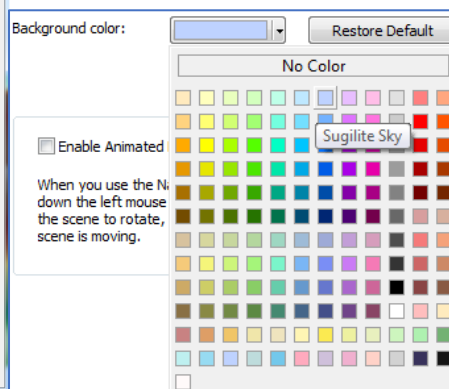 Background color:
Restore Default
No Color
Sugilite Sky
Enable Animated
When you use the Na
down the left mouse
the scene to rotate,
scene is moving.